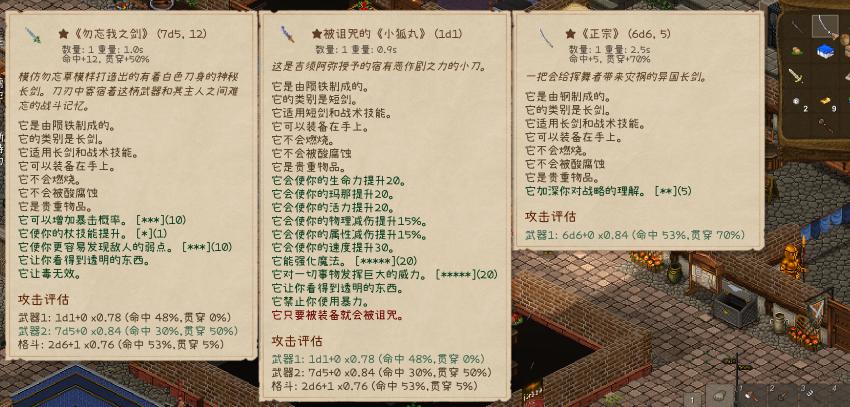 ★《勿忘我之剑》(7d5, 12)
数量: 1 重量: 1.0s
命中+12, 贯穿+50%
模仿勿忘草模样打造出的有着白色刀身的神秘
长剑。刀刃中寄宿着这柄武器和其主人之间难
忘的战斗记忆。
它是由陨铁制成的。
它的类别是长剑。
它适用长剑和战术技能。
它可以装备在手上。
它不会燃烧。
它不会被酸腐蚀
它是贵重物品。
它可以增加暴击概率。 [***](10)
它使你的杖技能提升。 [*](1)
它使你更容易发现敌人的弱点。 [***](10)
它让你看得到透明的东西。
它让毒无效。
攻击评估
武器1: 1d1+0 x0.78 (命中 48%,贯穿 0%)
武器2: 7d5+0 x0.84 (命中 30%,贯穿 50%)
格斗: 2d6+1 x0.76 (命中 53%,贯穿 5%)
★被诅咒的《小狐丸》(1d1)
数量: 1 重量: 0.9s
这是吉须阿弥授予的宿有恶作剧之力的小刀。
它是由陨铁制成的。
它的类别是短剑。
它适用短剑和战术技能。
它可以装备在手上。
它不会燃烧。
它不会被酸腐蚀
它是贵重物品。
它会使你的生命力提升20。
它会使你的玛那提升20。
它会使你的活力提升20。
它会使你的物理减伤提升15%。
它会使你的属性减伤提升15%。
它会使你的速度提升30。
它能强化魔法。 [*****](20)
它对一切事物发挥巨大的威力。 [*****](20)
它让你看得到透明的东西。
它禁止你使用暴力。
它只要被装备就会被诅咒。
攻击评估
武器1: 1d1+0 x0.78 (命中 48%,贯穿 0%)
武器2: 7d5+0 x0.84 (命中 30%,贯穿 50%)
格斗: 2d6+1 x0.76 (命中 53%,贯穿 5%)
★《正宗》(6d6, 5)
数量: 1 重量: 2.5s
命中+5, 贯穿+70%
一把会给挥舞者带来灾祸的异国长剑。
它是由钢制成的。
它的类别是长剑。
它适用长剑和战术技能。
它可以装备在手上。
它不会燃烧。
它不会被酸腐蚀
它是贵重物品。
它加深你对战略的理解。 [**](5)
攻击评估
武器1: 6d6+0 x0.84 (命中 53%,贯穿 70%)
2
9
1
1
2
3
4